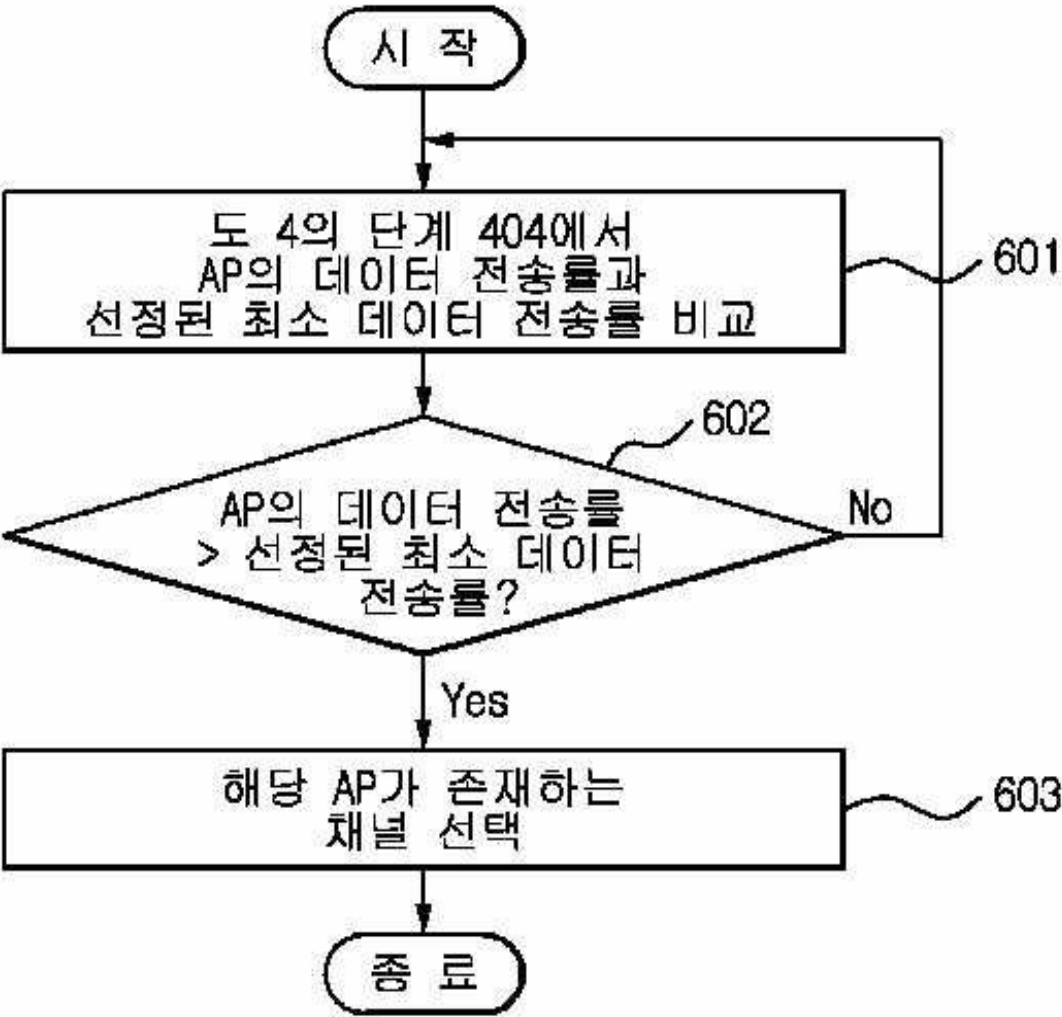 시 작
도 4의 단계 404에서
AP의 데이터 전송률과
선정된 최소 데이터 전송률 비교
601
602
AP의 데이터 전송률
> 선정된 최소 데이터
전송률?
No
Yes
해당 AP가 존재하는
채널 선택
603
종 료